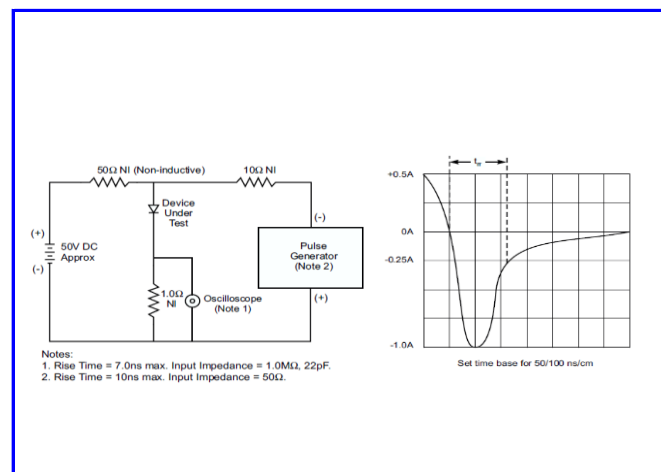 50Ω NI (Non-inductive)
10Ω NI
Device
Under
Test
(+)
50V DC
Approx
(-)
1.0Ω
NI
Oscilloscope
(Note 1)
(-)
Pulse
Generator
(Note 2)
(+)
Notes:
1. Rise Time = 7.0ns max. Input Impedance = 1.0MΩ, 22pF.
2. Rise Time = 10ns max. Input Impedance = 50Ω.
trr
+0.5A
0A
-0.25A
-1.0A
Set time base for 50/100 ns/cm